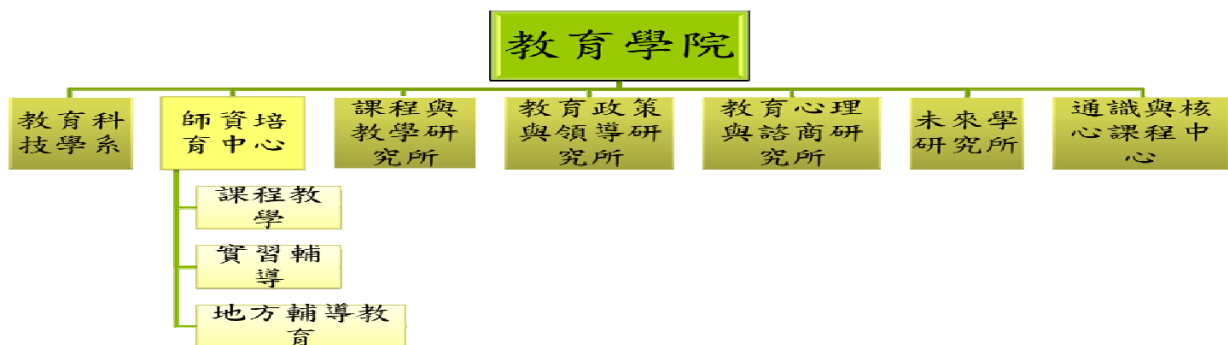 教育學院
教育科
技學系
師資培
育中心
課程與
教學研
究所
教育政策
與領導研
究所
教育心理
與諮商研
究所
未來學
研究所
通識與核
心課程中
心
課程教
學
實習輔
導
地方輔導教
育